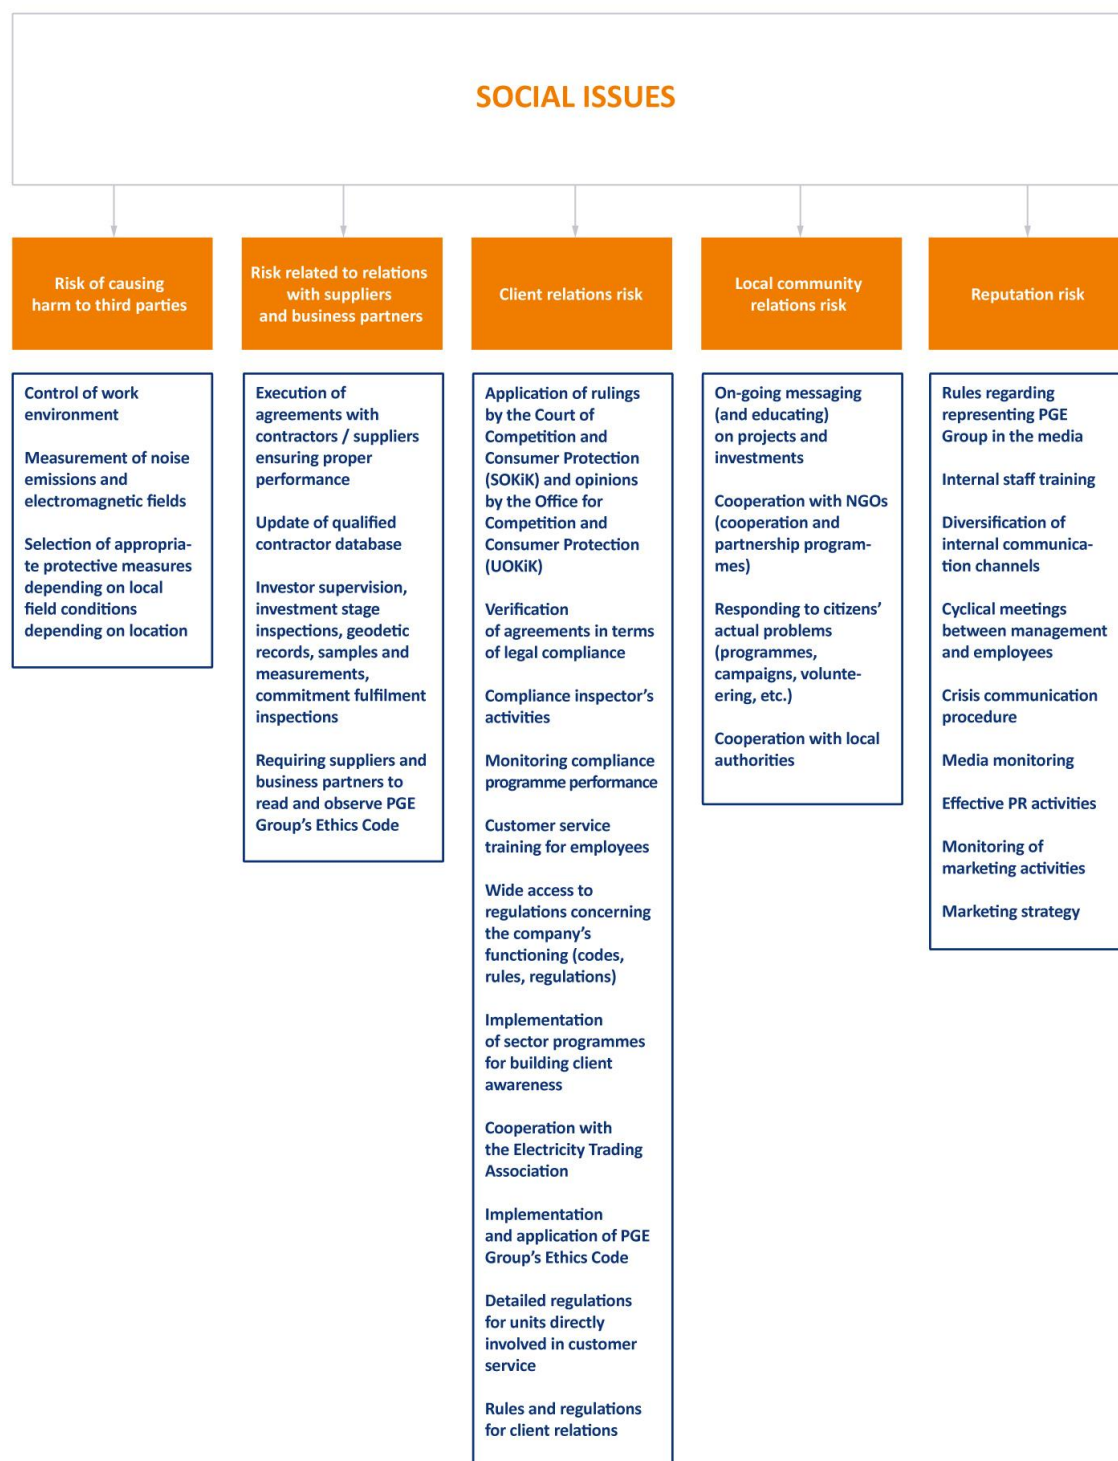 SOCIAL ISSUES
Risk of causing
harm to third parties
Risk related to relations
with suppliers
and business partners
Client relations risk
Local community
relations risk
Reputation risk
Control of work
environment
Measurement of noise
emissions and
electromagnetic fields
Selection of appropria-
te protective measures
depending on local
field conditions
depending on location
Execution of
agreements with
contractors / suppliers
ensuring proper
performance
Update of qualified
contractor database
Investor supervision,
investment stage
inspections, geodetic
records, samples and
measurements,
commitment fulfilment
inspections
Requiring suppliers and
business partners to
read and observe PGE
Group’s Ethics Code
Application of rulings
by the Court of
Competition and
Consumer Protection
(SOKiK) and opinions
by the Office for
Competition and
Consumer Protection
(UOKiK)
Verification
of agreements in terms
of legal compliance
Compliance inspector’s
activities
Monitoring compliance
programme performance
Customer service
training for employees
Wide access to
regulations concerning
the company’s
functioning (codes,
rules, regulations)
Implementation
of sector programmes
for building client
awareness
Cooperation with
the Electricity Trading
Association
Implementation
and application of PGE
Group’s Ethics Code
Detailed regulations
for units directly
involved in customer
service
Rules and regulations
for client relations
On-going messaging
(and educating)
on projects and
investments
Cooperation with NGOs
(cooperation and
partnership program-
mes)
Responding to citizens’
actual problems
(programmes,
campaigns, volunte-
ering, etc.)
Cooperation with local
authorities
Rules regarding
representing PGE
Group in the media
Internal staff training
Diversification of
internal communica-
tion channels
Cyclical meetings
between management
and employees
Crisis communication
procedure
Media monitoring
Effective PR activities
Monitoring of
marketing activities
Marketing strategy